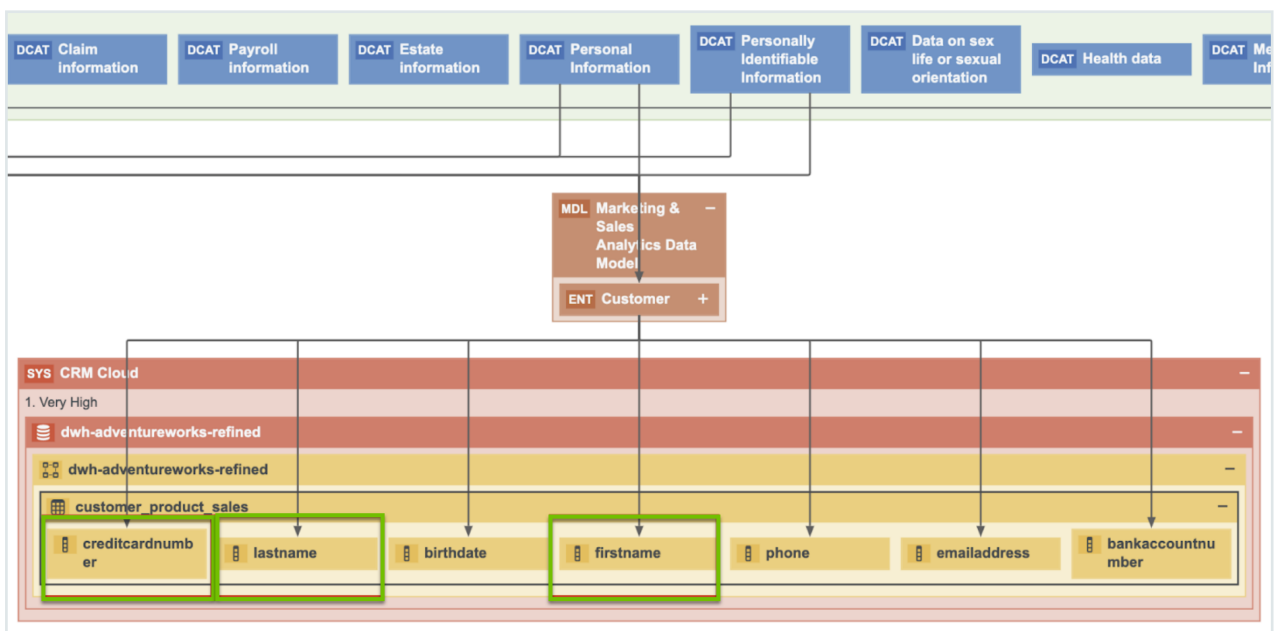 DCAT Claim
information
DCAT Payroll
information
DCAT Estate
information
DCAT Personal
Information
DCAT Personally
Identifiable
Information
DCAT Data on sex
life or sexual
orientation
DCAT Health data
DCAT
MDL Marketing & −
Sales
Analytics Data
Model
ENT Customer +
SYS CRM Cloud −
1. Very High
dwh-adventureworks-refined −
dwh-adventureworks-refined −
customer_product_sales −
creditcardnumb
er
lastname
birthdate
firstname
phone
emailaddress
bankaccountnu
mber